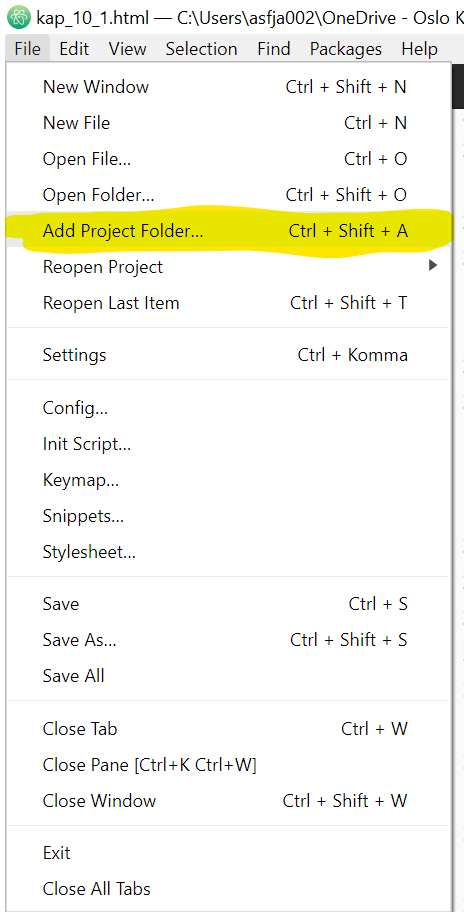 kap_10_1.html — C:\Users\asfja002\OneDrive - Oslo K
File Edit View Selection Find Packages Help
New Window Ctrl + Shift + N
New File Ctrl + N
Open File... Ctrl + O
Open Folder... Ctrl + Shift + O
Add Project Folder... Ctrl + Shift + A
Reopen Project
Reopen Last Item Ctrl + Shift + T
Settings Ctrl + Komma
Config...
Init Script...
Keymap...
Snippets...
Stylesheet...
Save Ctrl + S
Save As... Ctrl + Shift + S
Save All
Close Tab Ctrl + W
Close Pane [Ctrl+K Ctrl+W]
Close Window Ctrl + Shift + W
Exit
Close All Tabs